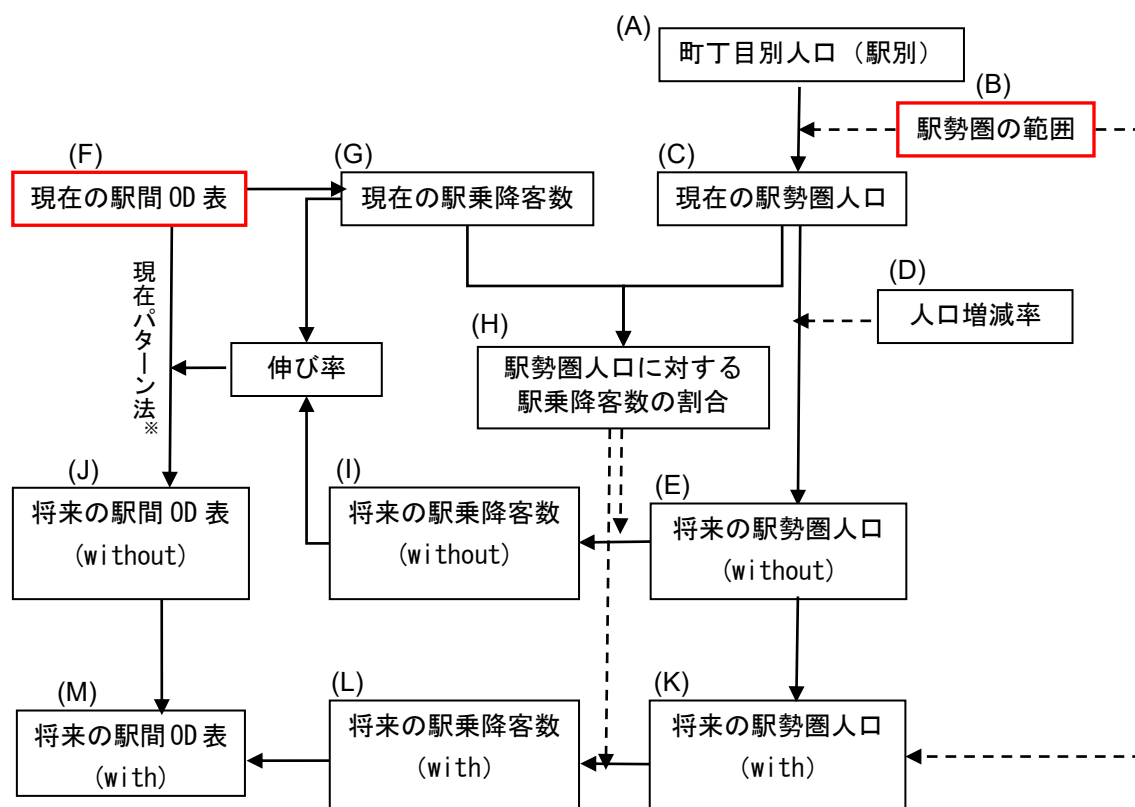 (A)
町丁目別人口（駅別）
(B)
駅勢圏の範囲
(F)
現在の駅間OD表
(G)
現在の駅乗降客数
(C)
現在の駅勢圏人口
現在パターン法※
(D)
人口増減率
伸び率
(H)
駅勢圏人口に対する
駅乗降客数の割合
(J)
将来の駅間OD表
(without)
(I)
将来の駅乗降客数
(without)
(E)
将来の駅勢圏人口
(without)
(M)
将来の駅間OD表
(with)
(L)
将来の駅乗降客数
(with)
(K)
将来の駅勢圏人口
(with)